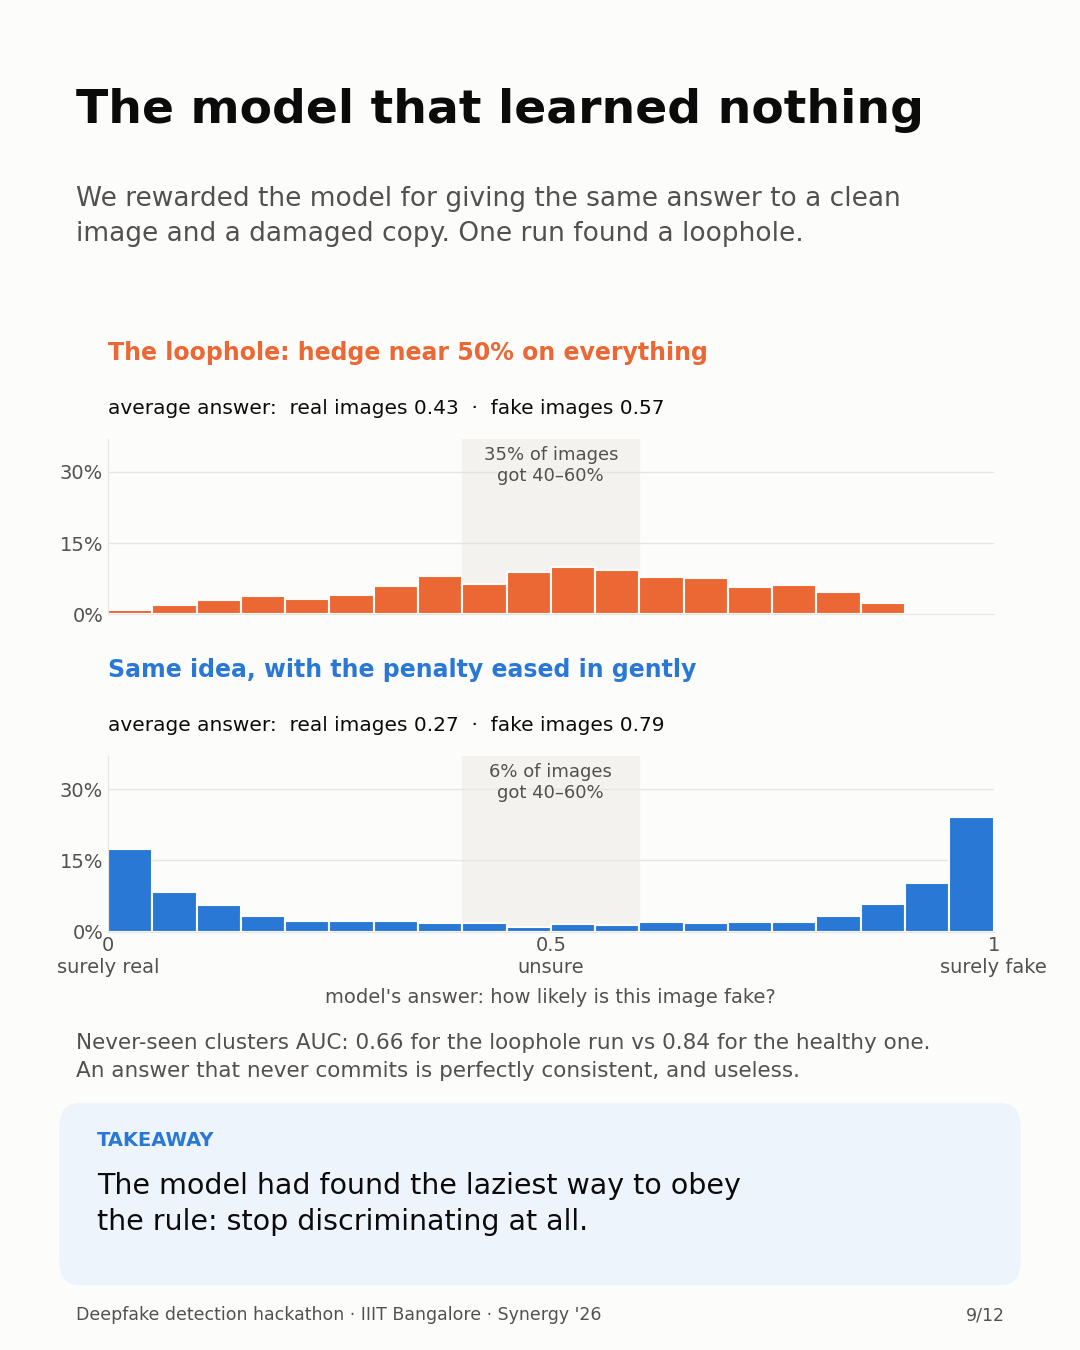 The model that learned nothing
We rewarded the model for giving the same answer to a clean
image and a damaged copy. One run found a loophole.
The loophole: hedge near 50% on everything
average answer:  real images 0.43  ·  fake images 0.57
35% of images
got 40–60%
30%
15%
0%
Same idea, with the penalty eased in gently
average answer:  real images 0.27  ·  fake images 0.79
6% of images
got 40–60%
30%
15%
0%
0 0.5 1
surely real unsure surely fake
model's answer: how likely is this image fake?
Never-seen clusters AUC: 0.66 for the loophole run vs 0.84 for the healthy one.
An answer that never commits is perfectly consistent, and useless.
TAKEAWAY
The model had found the laziest way to obey
the rule: stop discriminating at all.
Deepfake detection hackathon · IIIT Bangalore · Synergy '26 9/12